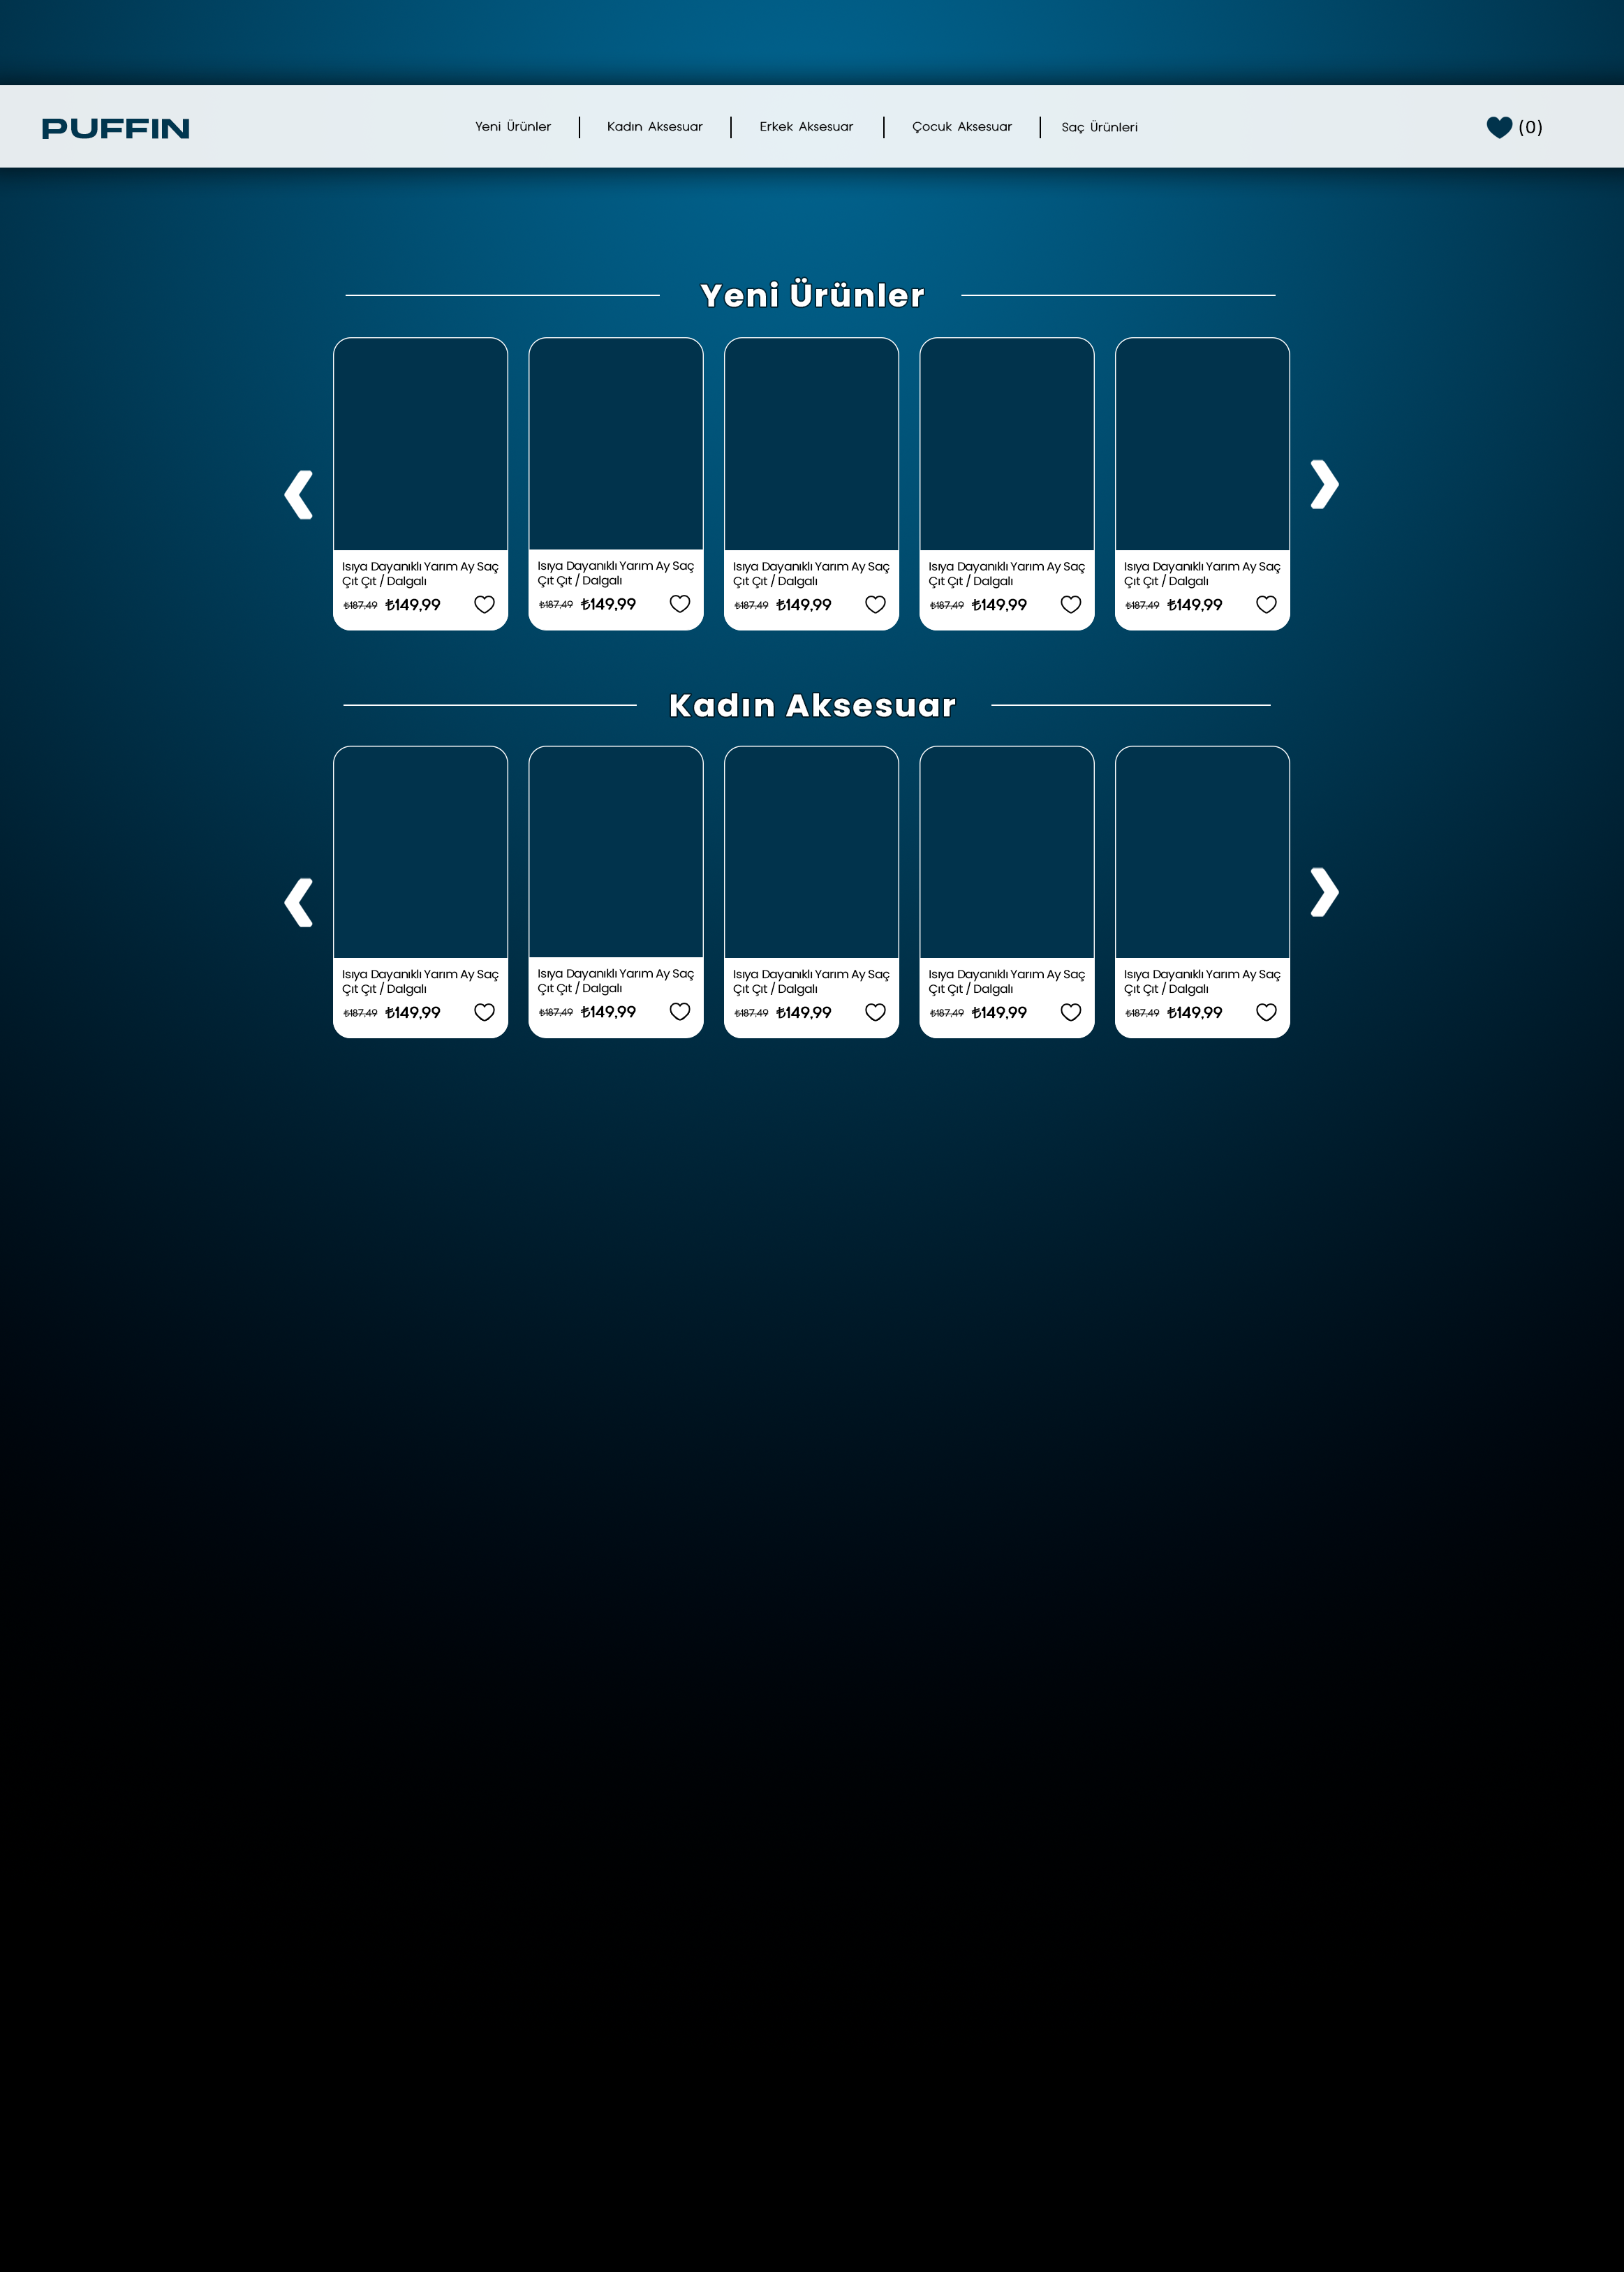 PUFFIN
Yeni Ürünler
Kadın Aksesuar
Erkek Aksesuar
Çocuk Aksesuar
Saç Ürünleri
(0)
Yeni Ürünler
Isıya Dayanıklı Yarım Ay Saç
Çıt Çıt / Dalgalı
₺187,49 ₺149,99
Isıya Dayanıklı Yarım Ay Saç
Çıt Çıt / Dalgalı
₺187,49 ₺149,99
Isıya Dayanıklı Yarım Ay Saç
Çıt Çıt / Dalgalı
₺187,49 ₺149,99
Isıya Dayanıklı Yarım Ay Saç
Çıt Çıt / Dalgalı
₺187,49 ₺149,99
Isıya Dayanıklı Yarım Ay Saç
Çıt Çıt / Dalgalı
₺187,49 ₺149,99
Kadın Aksesuar
Isıya Dayanıklı Yarım Ay Saç
Çıt Çıt / Dalgalı
₺187,49 ₺149,99
Isıya Dayanıklı Yarım Ay Saç
Çıt Çıt / Dalgalı
₺187,49 ₺149,99
Isıya Dayanıklı Yarım Ay Saç
Çıt Çıt / Dalgalı
₺187,49 ₺149,99
Isıya Dayanıklı Yarım Ay Saç
Çıt Çıt / Dalgalı
₺187,49 ₺149,99
Isıya Dayanıklı Yarım Ay Saç
Çıt Çıt / Dalgalı
₺187,49 ₺149,99